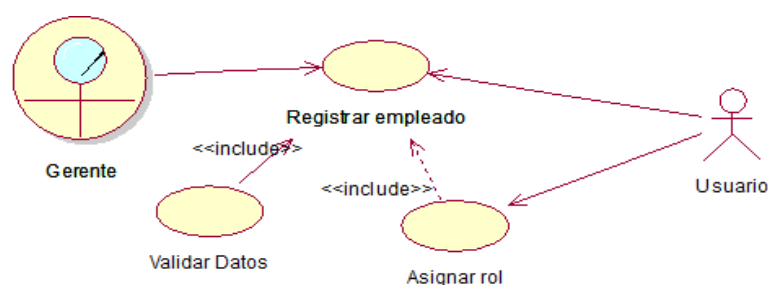 Registrar empleado
<<include>>
Gerente
<<include>>
Usuario
Validar Datos
Asignar rol